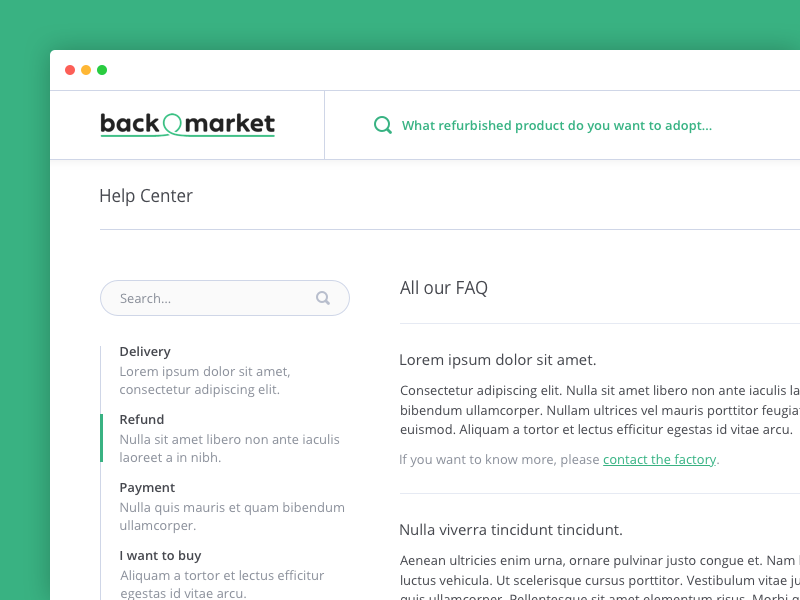 back market
What refurbished product do you want to adopt...
Help Center
Search...
Delivery
Lorem ipsum dolor sit amet,
consectetur adipiscing elit.
Refund
Nulla sit amet libero non ante iaculis
laoreet a in nibh.
Payment
Nulla quis mauris et quam bibendum
ullamcorper.
I want to buy
Aliquam a tortor et lectus efficitur
egestas id vitae arcu.
All our FAQ
Lorem ipsum dolor sit amet.
Consectetur adipiscing elit. Nulla sit amet libero non ante iaculis la
bibendum ullamcorper. Nullam ultrices vel mauris porttitor feugiat
euismod. Aliquam a tortor et lectus efficitur egestas id vitae arcu.
If you want to know more, please contact the factory.
Nulla viverra tincidunt tincidunt.
Aenean ultricies enim urna, ornare pulvinar justo congue et. Nam l
luctus vehicula. Ut scelerisque cursus porttitor. Vestibulum vitae ju
quis ullamcorper. Pellentesque sit amet elementum risus. Morbi